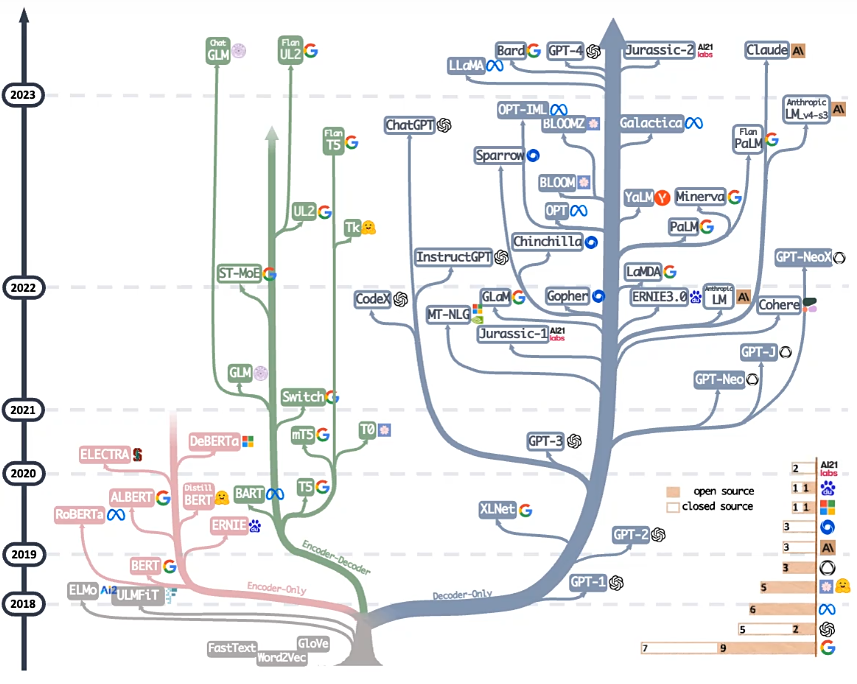 Chat
GLM
Flan
UL2
Bard
GPT-4
Jurassic-2
AI21
labs
Claude
A\
LLaMA
2023
Anthropic
LM_v4-s3
A\
OPT-IML
BLOOMZ
Galactica
ChatGPT
Flan
T5
Flan
PaLM
Sparrow
BLOOM
YaLM
Minerva
UL2
OPT
Tk
PaLM
Chinchilla
InstructGPT
GPT-NeoX
ST-MoE
LaMDA
2022
CodeX
GLaM
Gopher
ERNIE3.0
Anthropic
LM
A\
Cohere
MT-NLG
Jurassic-1
AI21
labs
GPT-J
GLM
GPT-Neo
Switch
2021
DeBERTa
mT5
T0
GPT-3
ELECTRA
2020
2
AI21
labs
ALBERT
Distill
BERT
BART
T5
open source
closed source
1 1
1 1
RoBERTa
XLNet
ERNIE
3
GPT-2
Encoder-Decoder
2019
3
A\
BERT
3
GPT-1
5
ELMo
AI2
ULMFiT
Encoder-Only
Decoder-Only
2018
6
5 2
FastText
Word2Vec
GloVe
7 9